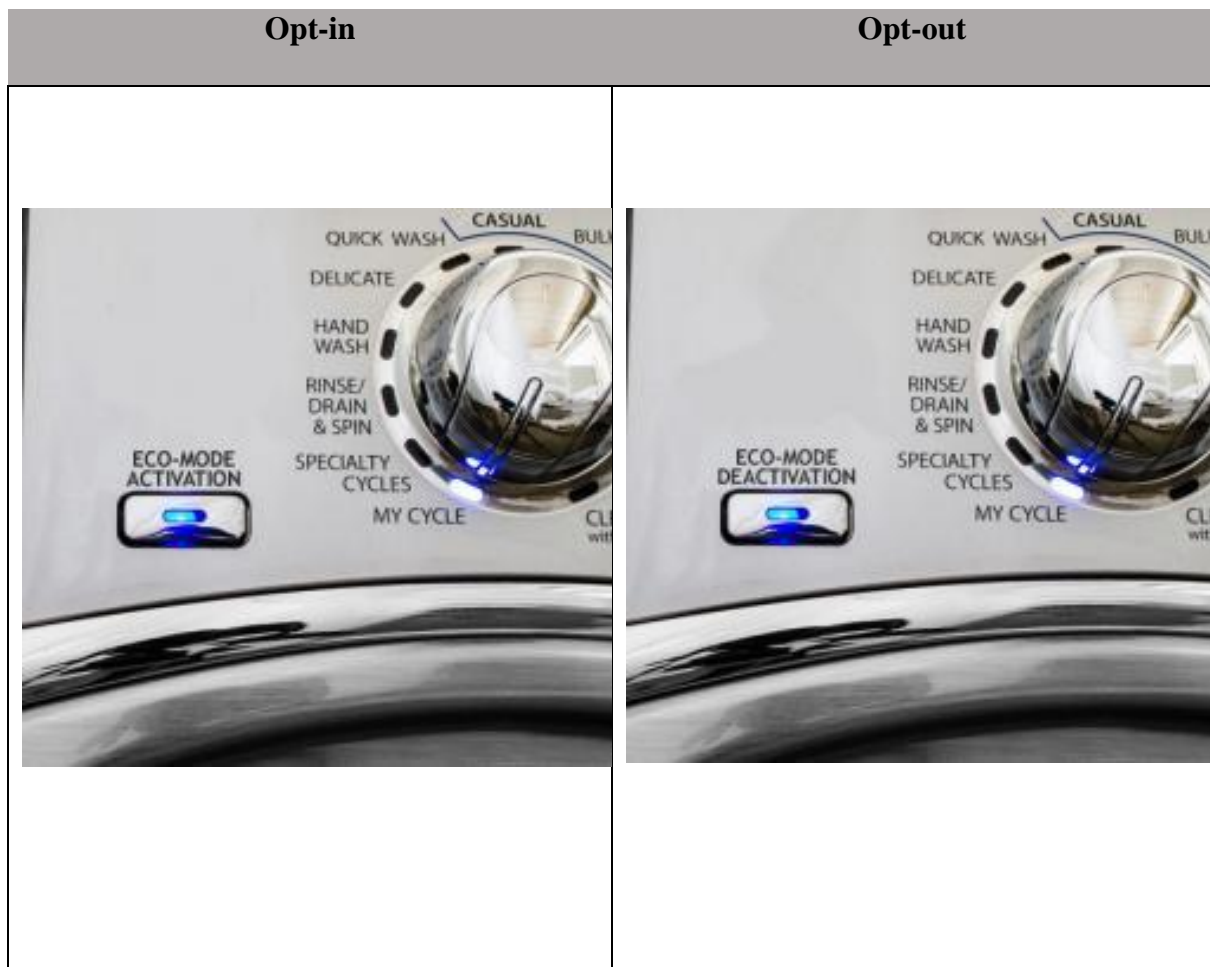 Opt-in
Opt-out
CASUAL
QUICK WASH
DELICATE
HAND
WASH
RINSE/
DRAIN
& SPIN
SPECIALTY
CYCLES
MY CYCLE
ECO-MODE
ACTIVATION
CASUAL
QUICK WASH
DELICATE
HAND
WASH
RINSE/
DRAIN
& SPIN
SPECIALTY
CYCLES
MY CYCLE
ECO-MODE
DEACTIVATION